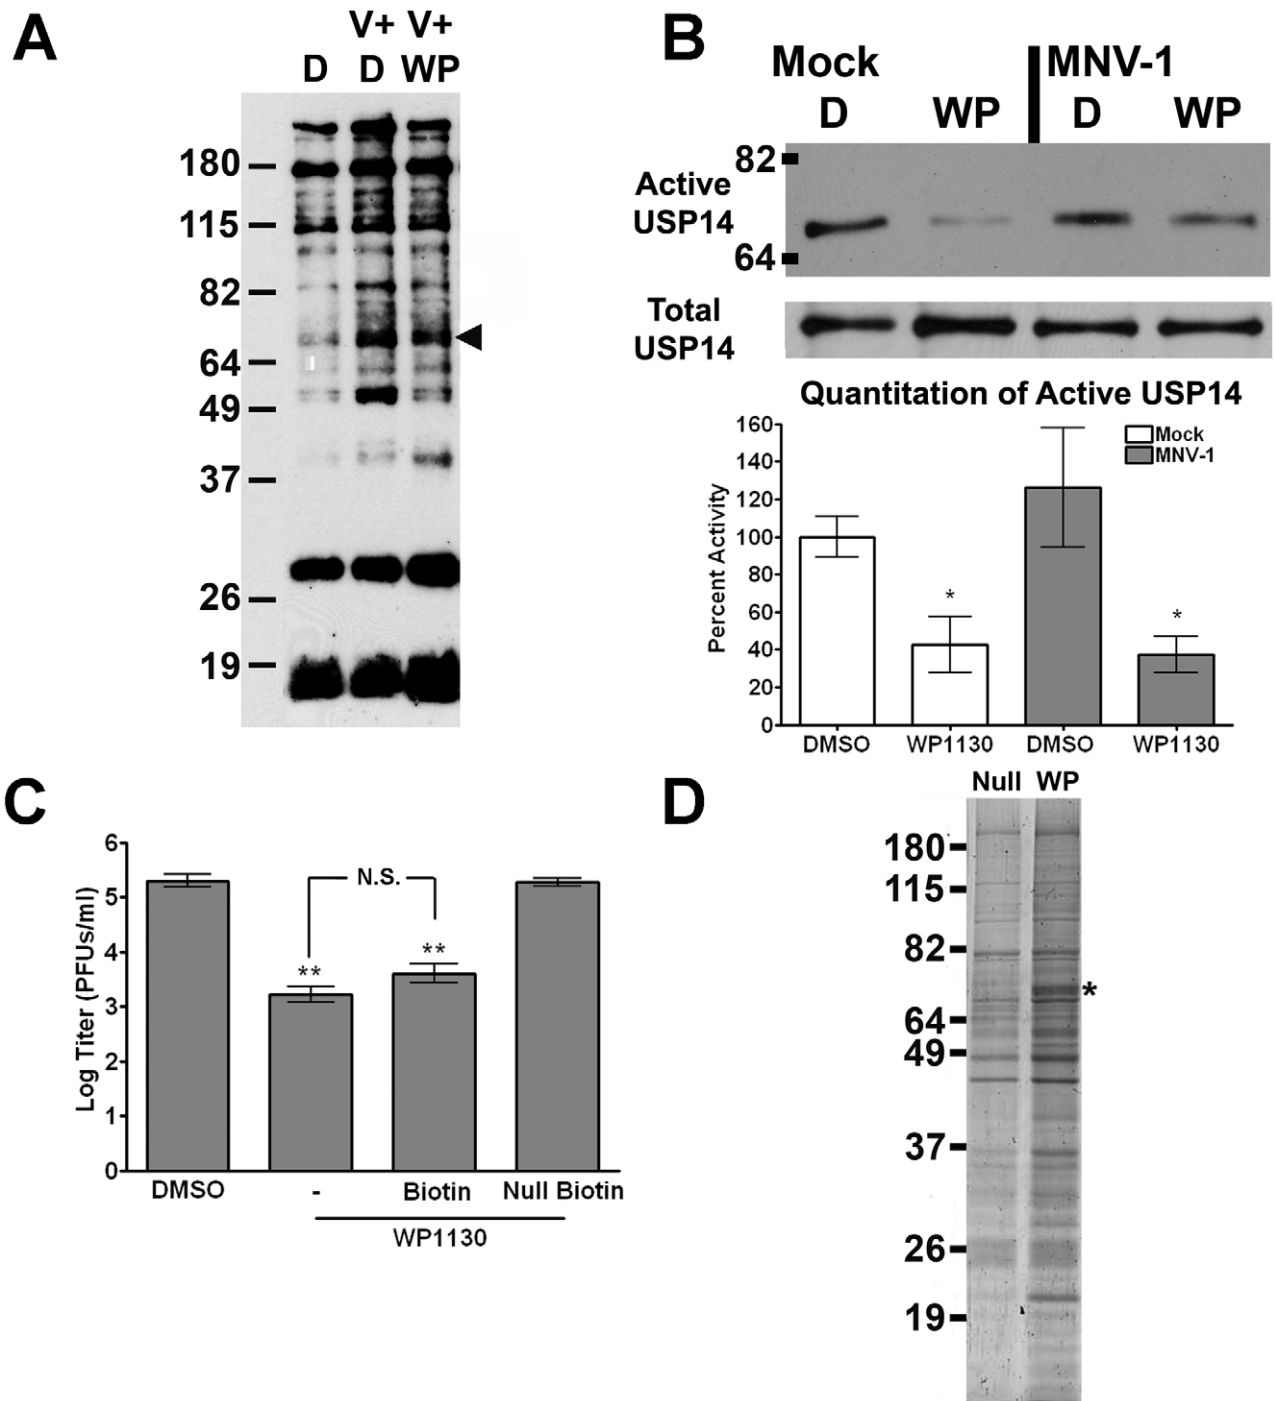 A
V+ V+
D D WP
180
115
82
64
49
37
26
19
B
Mock MNV-1
D WP D WP
82
Active
USP14
64
Total
USP14
Quantitation of Active USP14
160
140
120
100
80
60
40
20
0
Percent Activity
Mock
MNV-1
*
*
DMSO WP1130 DMSO WP1130
C
6
5
4
3
2
1
0
Log Titer (PFUs/ml)
N.S.
**
**
DMSO - Biotin Null Biotin
WP1130
D
Null WP
180
115
82
*
64
49
37
26
19